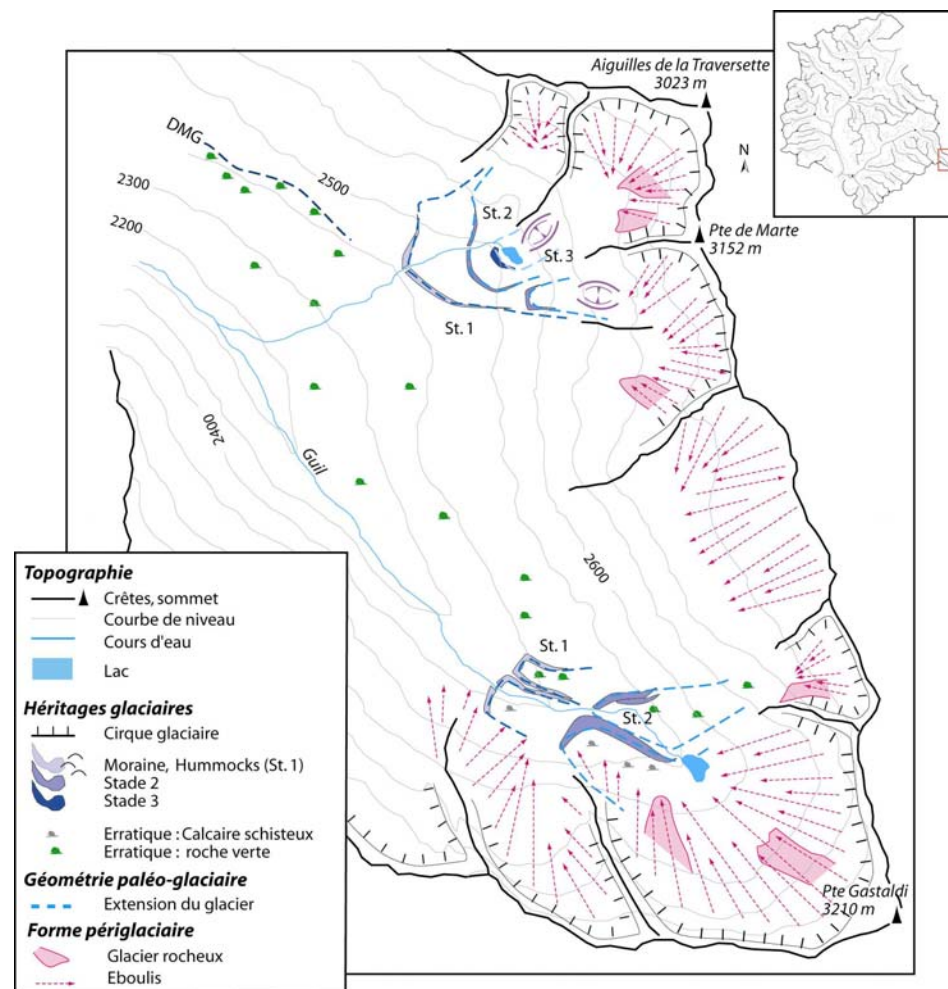 Aiguilles de la Traversette
3023 m
DMG
N
2500
2300
St. 2
2200
Pte de Marte
3152 m
St. 3
St. 1
2400
Guil
2600
St. 1
St. 2
Pte Gastaldi
3210 m
Topographie
Crêtes, sommet
Courbe de niveau
Cours d'eau
Lac
Héritages glaciaires
Cirque glaciaire
Moraine, Hummocks (St. 1)
Stade 2
Stade 3
Erratique : Calcaire schisteux
Erratique : roche verte
Géométrie paléo-glaciaire
Extension du glacier
Forme périglaciaire
Glacier rocheux
Eboulis